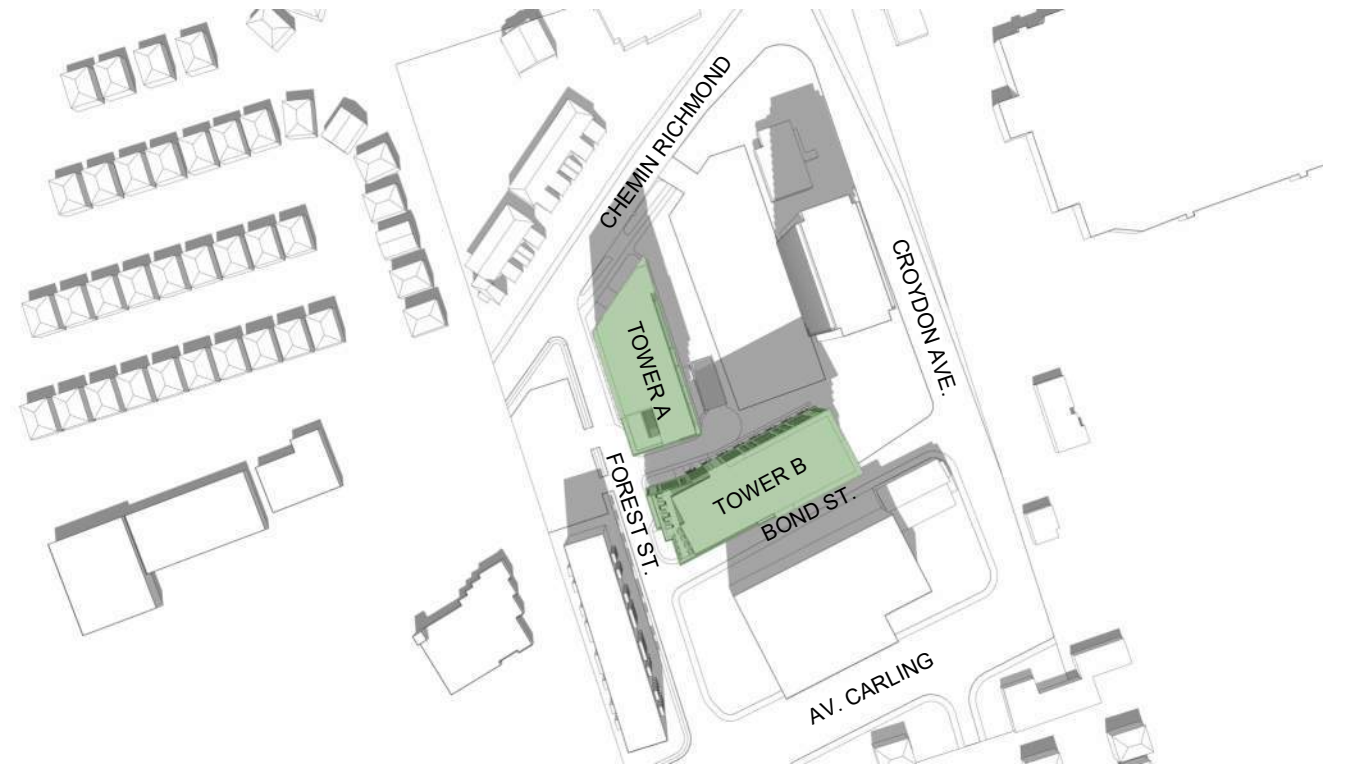 CHEMIN RICHMOND
CROYDON AVE.
TOWER A
TOWER B
BOND ST.
FOREST ST.
AV. CARLING